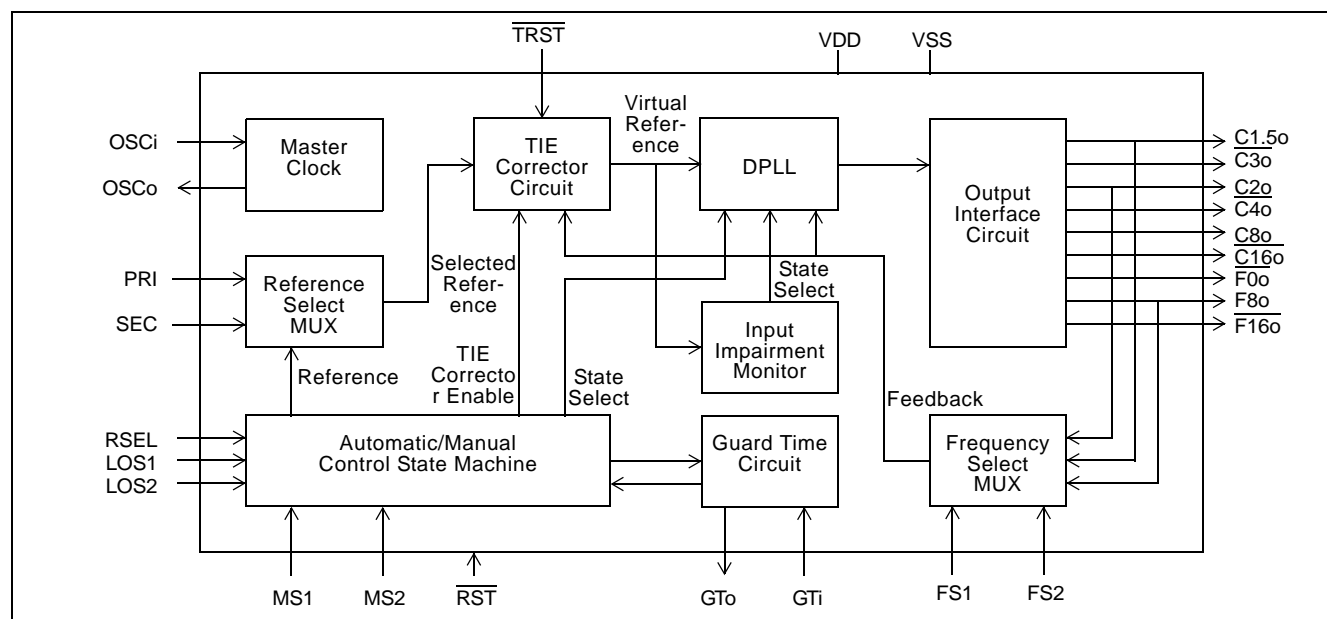 TRST
VDD
VSS
OSCi
OSCo
Master
Clock
TIE
Corrector
Circuit
Virtual
Refer-
ence
DPLL
Output
Interface
Circuit
C1.5o
C3o
C2o
C4o
C8o
C16o
F0o
F8o
F16o
PRI
SEC
Reference
Select
MUX
Selected
Refer-
ence
State
Select
Input
Impairment
Monitor
Reference
TIE
Correcto
r Enable
State
Select
Feedback
RSEL
LOS1
LOS2
Automatic/Manual
Control State Machine
Guard Time
Circuit
Frequency
Select
MUX
MS1
MS2
RST
GTo
GTi
FS1
FS2